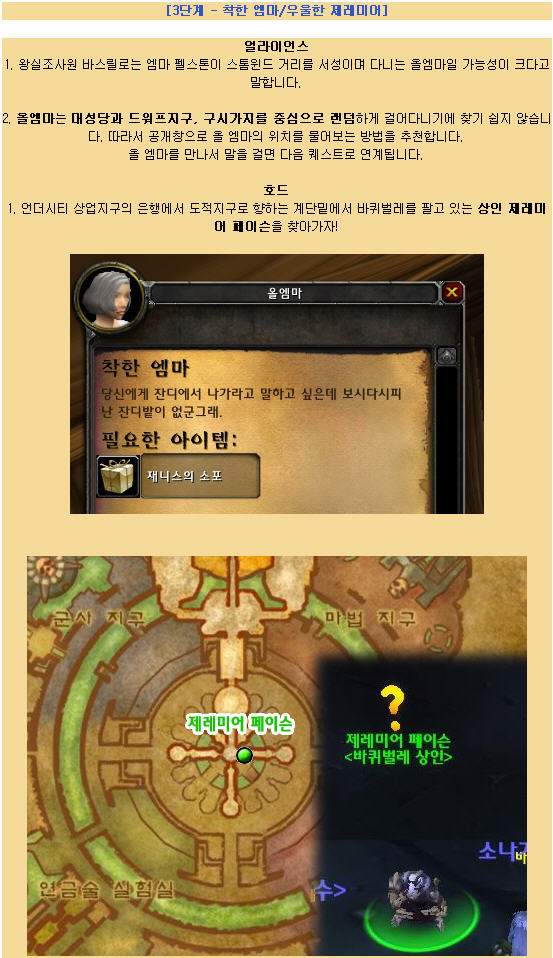 [3단계 - 착한 엠마/우울한 제레미어]
얼라이언스
1. 왕실조사원 바스릴로는 엠마 펠스톤이 스톰윈드 거리를 서성이며 다니는 올엠마일 가능성이 크다고
말합니다.
2. 올엠마는 대성당과 드워프지구, 구시가지를 중심으로 랜덤하게 걸어다니기에 찾기 쉽지 않습니
다. 따라서 공개창으로 올 엠마의 위치를 물어보는 방법을 추천합니다.
올 엠마를 만나서 말을 걸면 다음 퀘스트로 연계됩니다.
호드
1. 언더시티 상업지구의 은행에서 도적지구로 향하는 계단밑에서 바퀴벌레를 팔고 있는 상인 제레미
어 페이슨을 찾아가자!
올엠마
착한 엠마
당신에게 잔디에서 나가라고 말하고 싶은데 보시다시피
난 잔디밭이 없군그래.
필요한 아이템:
재니스의 소포
군사 지구
마법 지구
제레미어 페이슨
제레미어 페이슨
<바퀴벌레 상인>
소나
바
연금술 실험실
수>